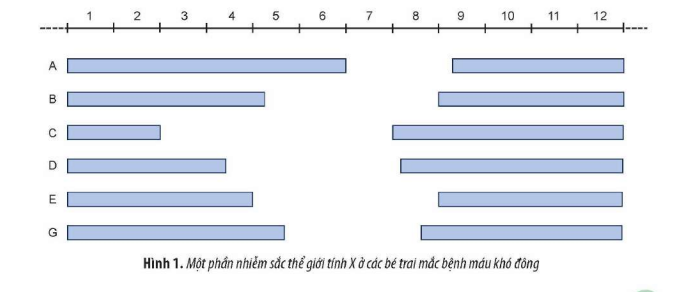 1 2 3 4 5 6 7 8 9 10 11 12
A
B
C
D
E
G
Hình 1. Một phần nhiễm sắc thể giới tính X ở các bé trai mắc bệnh máu khó đông